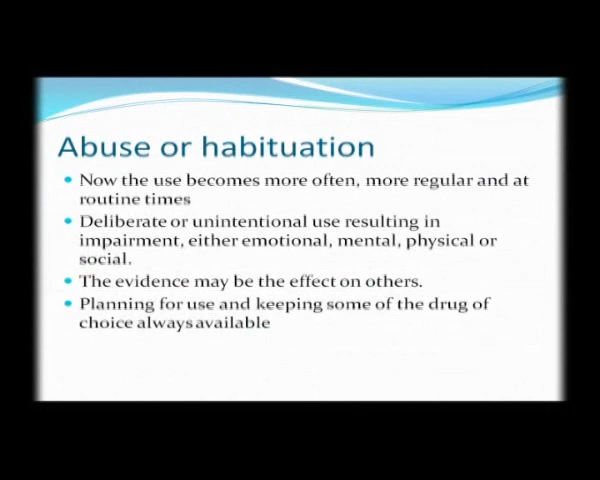 Abuse or habituation
• Now the use becomes more often, more regular and at
routine times
• Deliberate or unintentional use resulting in
impairment, either emotional, mental, physical or
social.
• The evidence may be the effect on others.
• Planning for use and keeping some of the drug of
choice always available